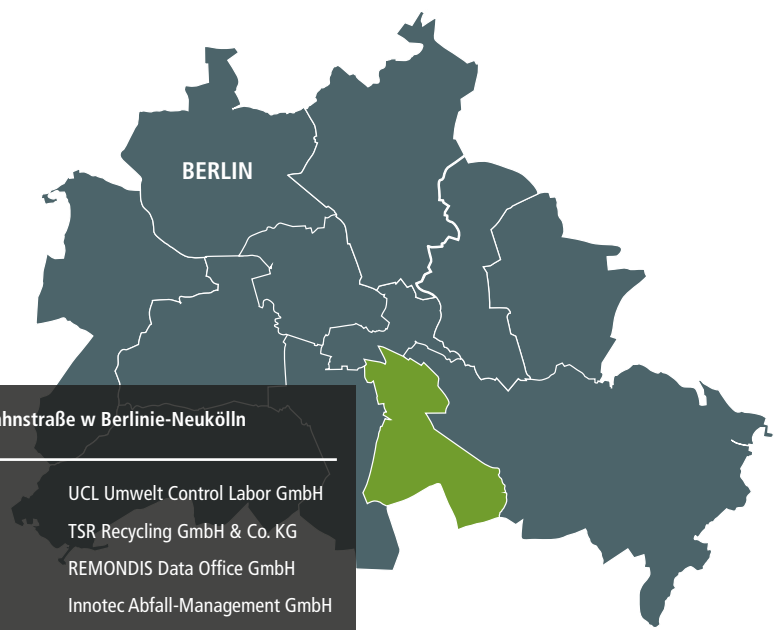 BERLIN
w Berlinie-Neukölln
UCL Umwelt Control Labor GmbH
TSR Recycling GmbH & Co. KG
REMONDIS Data Office GmbH
Innotec Abfall-Management GmbH